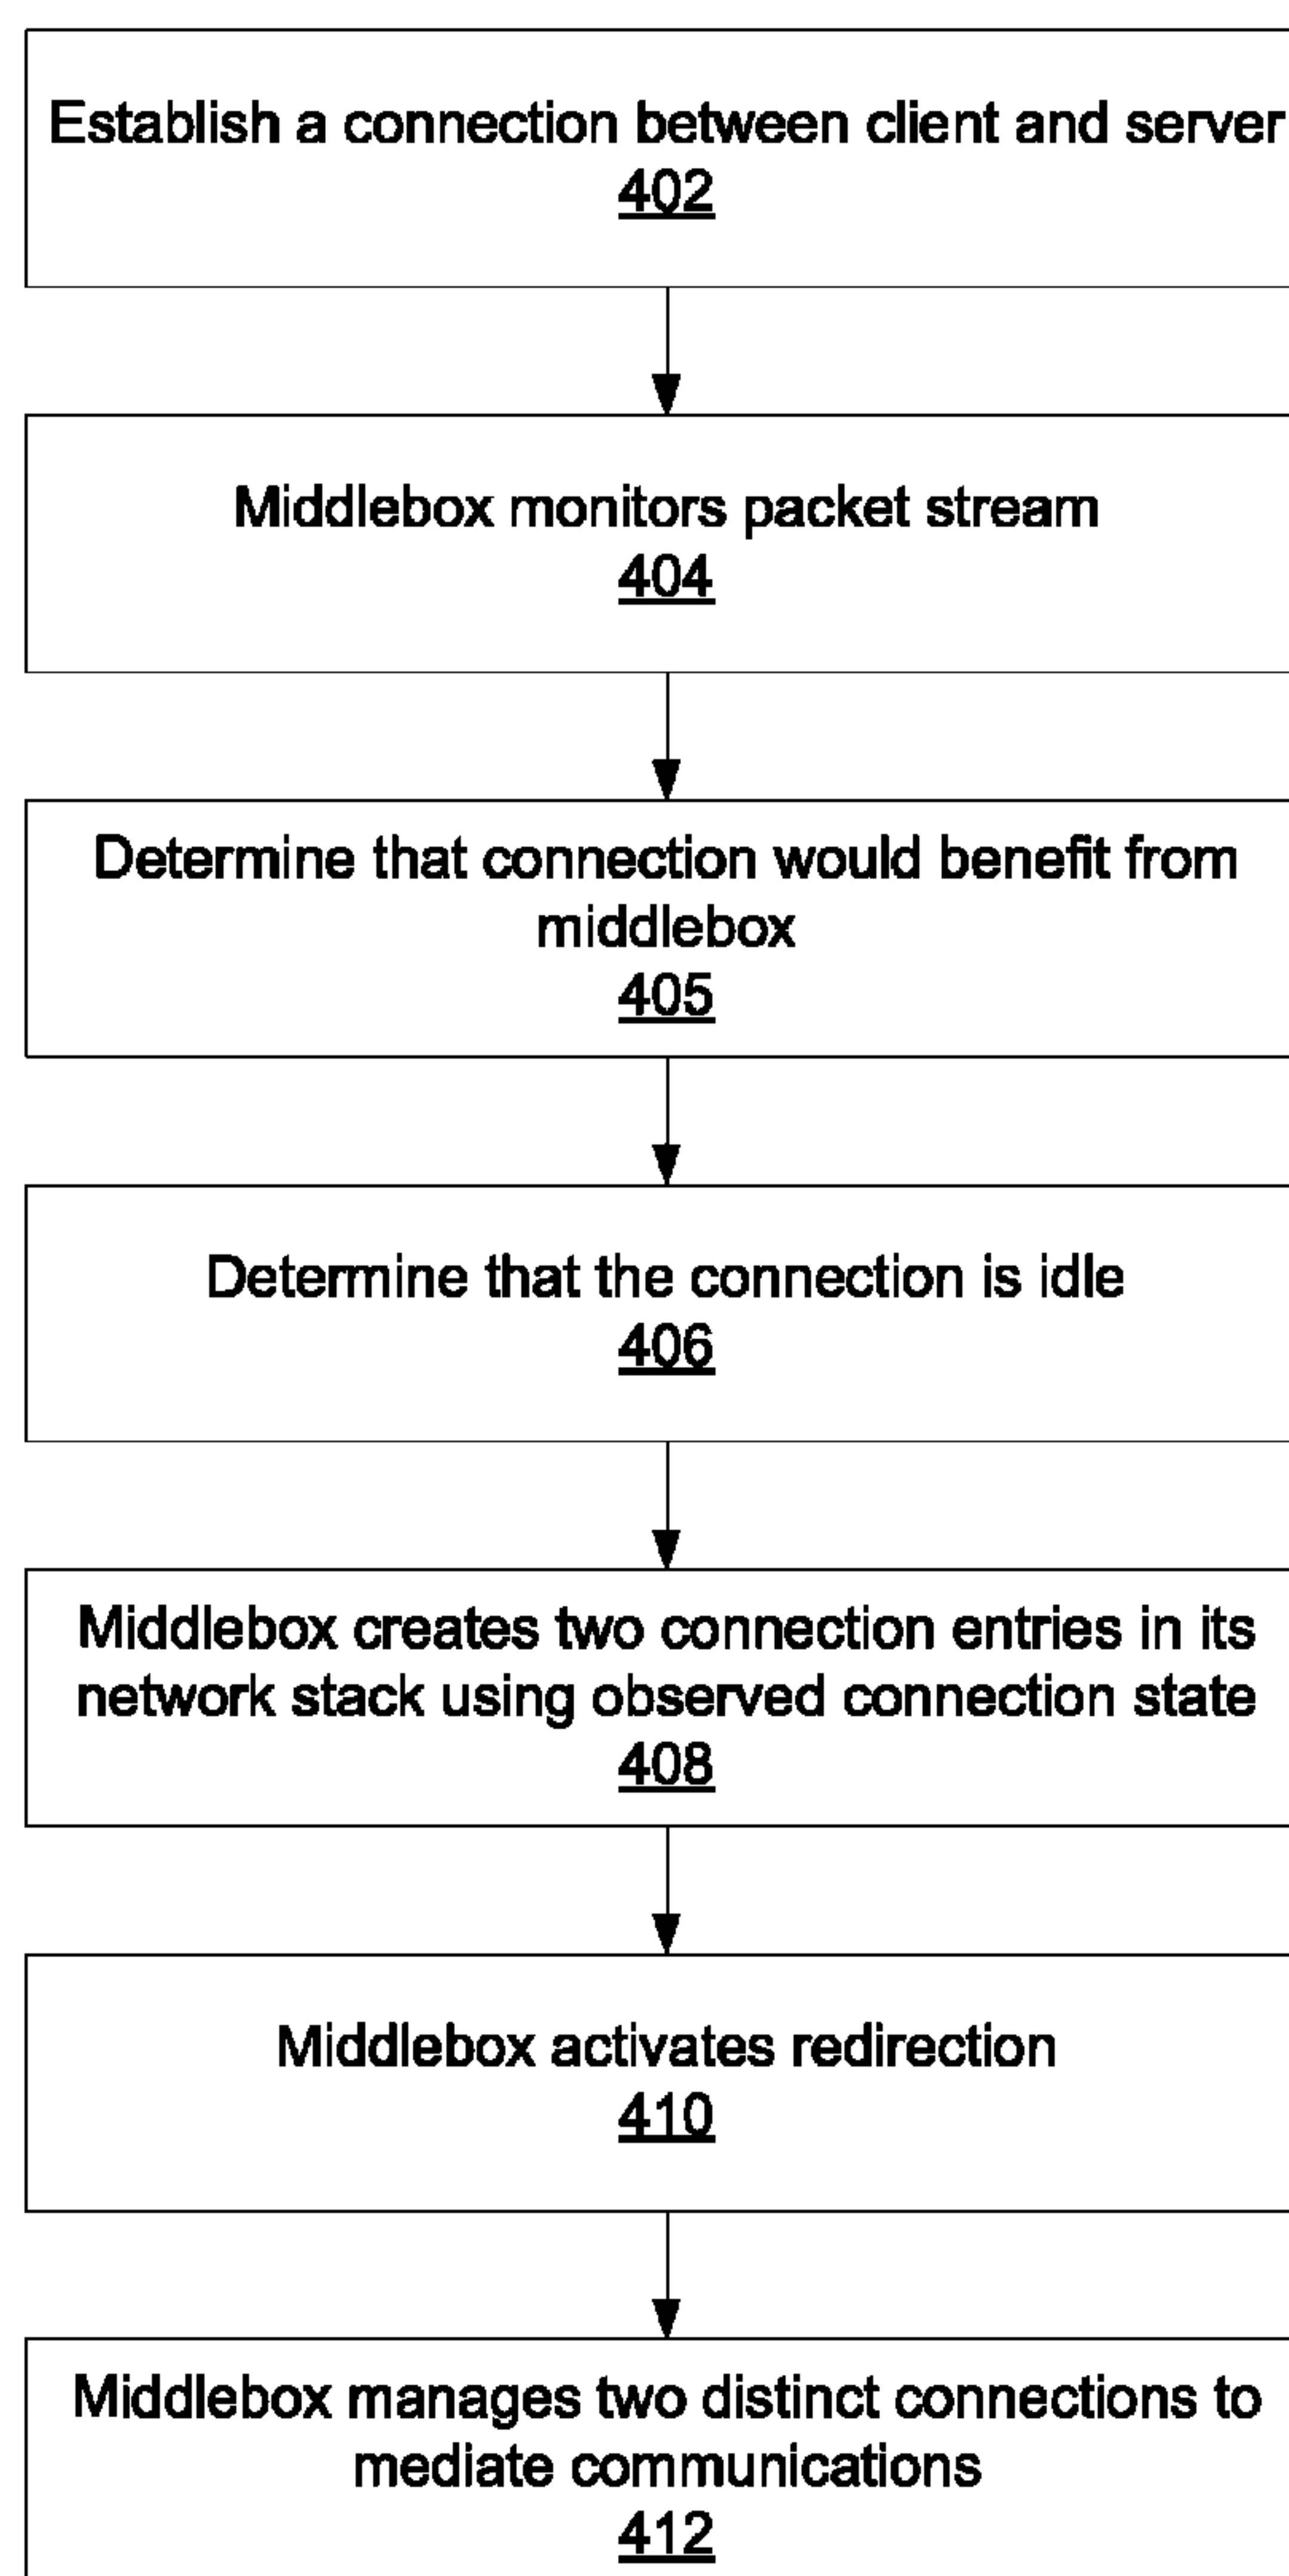 Establish a connection between client and server
402
Middlebox monitors packet stream
404
Determine that connection would benefit from
middlebox
405
Determine that the connection is idle
406
Middlebox creates two connection entries in its
network stack using observed connection state
408
Middlebox activates redirection
410
Middlebox manages two distinct connections to
mediate communications
412